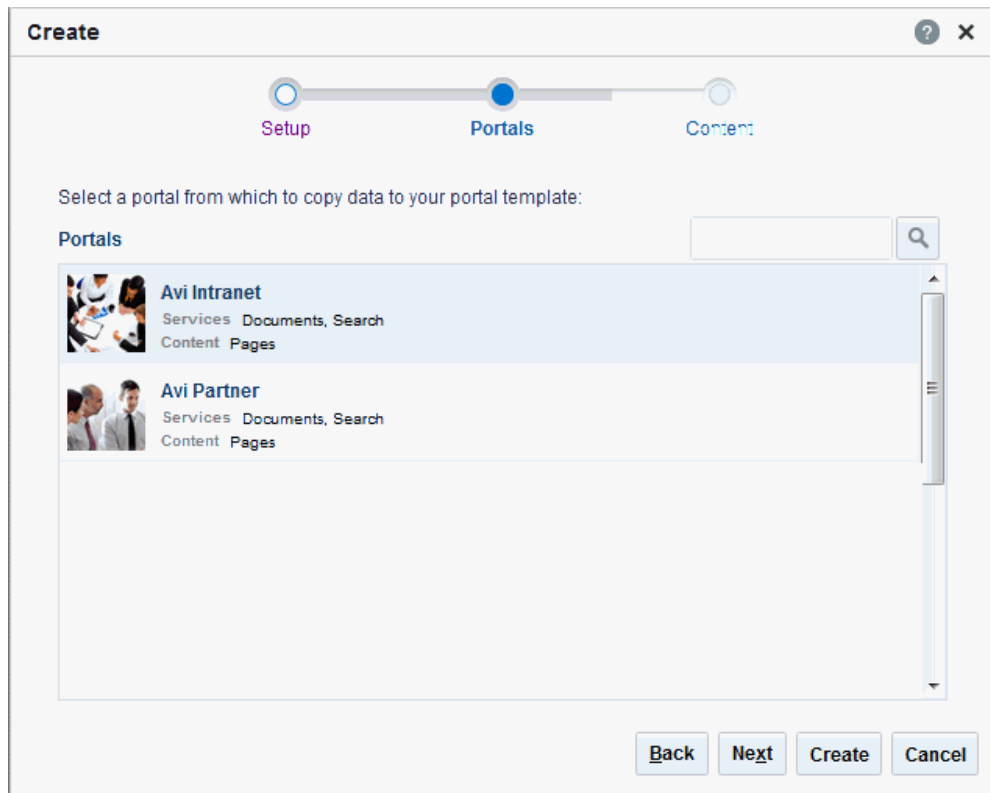 Create
?
Setup Portals Content
Select a portal from which to copy data to your portal template:
Portals
Avi Intranet
Services Documents, Search
Content Pages
Avi Partner
Services Documents, Search
Content Pages
Back Next Create Cancel